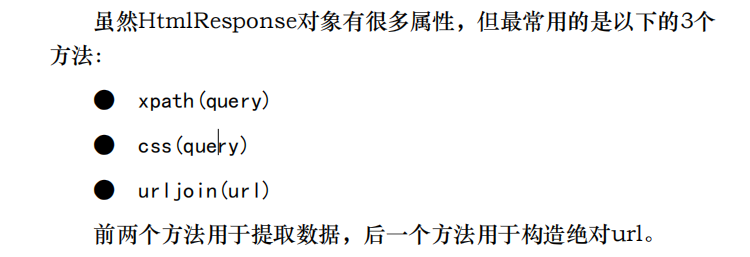 虽然HtmlResponse对象有很多属性，但最常用的是以下的3个
方法：
● xpath(query)
● css(query)
● urljoin(url)
前两个方法用于提取数据，后一个方法用于构造绝对url。